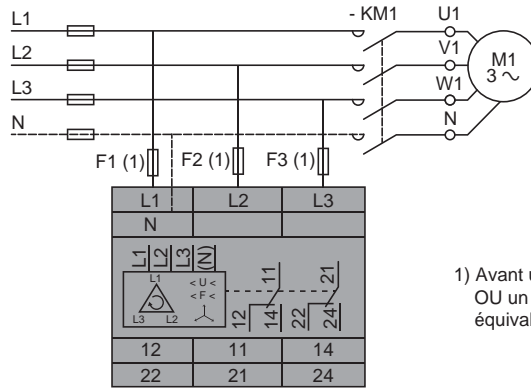 L1
- KM1
U1
L2
V1
L3
M1
3 ~
W1
N
N
F1 (1)
F2 (1)
F3 (1)
L1
L2
L3
N
L1
L2
L3
(N)
11
21
L1
< U <
< F <
L3
L2
12
14
22
24
12
11
14
22
21
24
1) Avant
OU un
équival